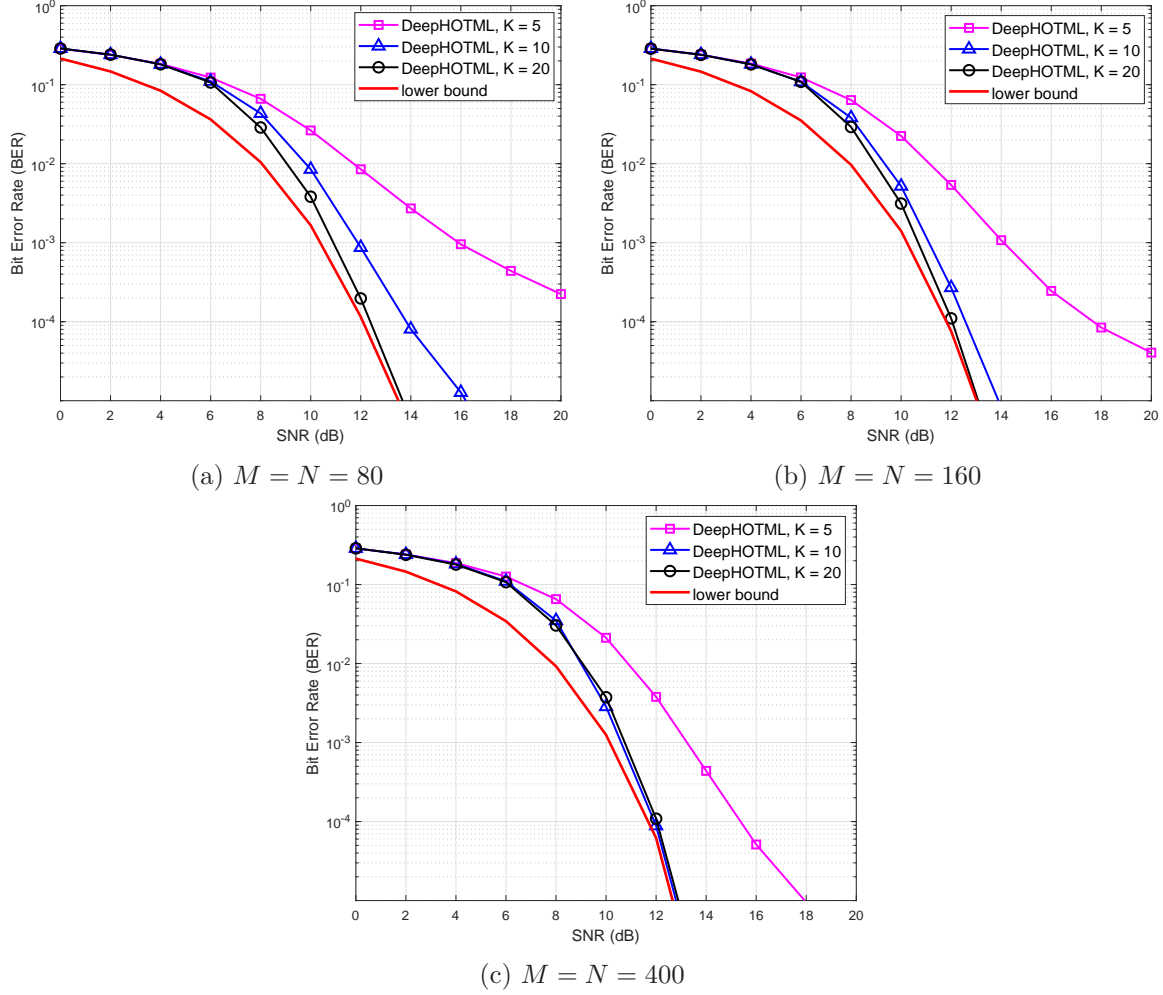 10^0
10^-1
10^-2
10^-3
10^-4
Bit Error Rate (BER)
DeepHOTML, K = 5
DeepHOTML, K = 10
DeepHOTML, K = 20
lower bound
0 2 4 6 8 10 12 14 16 18 20
SNR (dB)
(a) M = N = 80
10^0
10^-1
10^-2
10^-3
10^-4
Bit Error Rate (BER)
DeepHOTML, K = 5
DeepHOTML, K = 10
DeepHOTML, K = 20
lower bound
0 2 4 6 8 10 12 14 16 18 20
SNR (dB)
(b) M = N = 160
10^0
10^-1
10^-2
10^-3
10^-4
Bit Error Rate (BER)
DeepHOTML, K = 5
DeepHOTML, K = 10
DeepHOTML, K = 20
lower bound
0 2 4 6 8 10 12 14 16 18 20
SNR (dB)
(c) M = N = 400